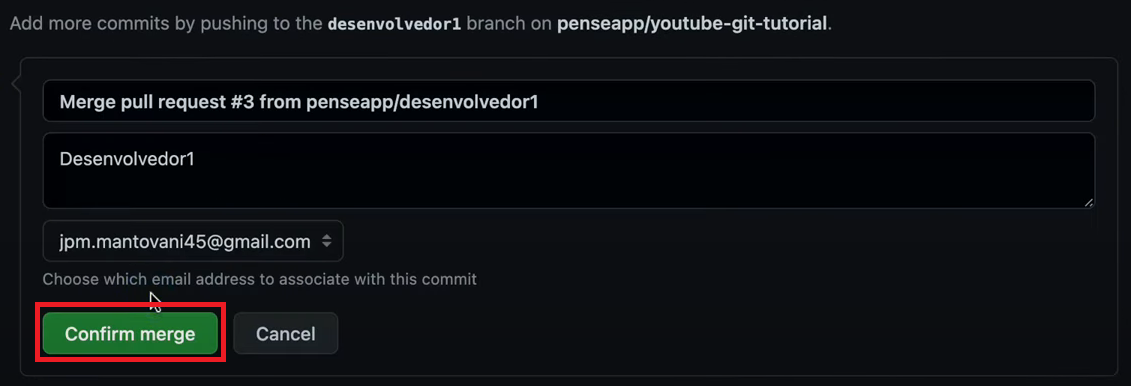 Add more commits by pushing to the desenvolvedor1 branch on penseapp/youtube-git-tutorial.
Merge pull request #3 from penseapp/desenvolvedor1
Desenvolvedor1
jpm.mantovani45@gmail.com
Choose which email address to associate with this commit
Confirm merge Cancel